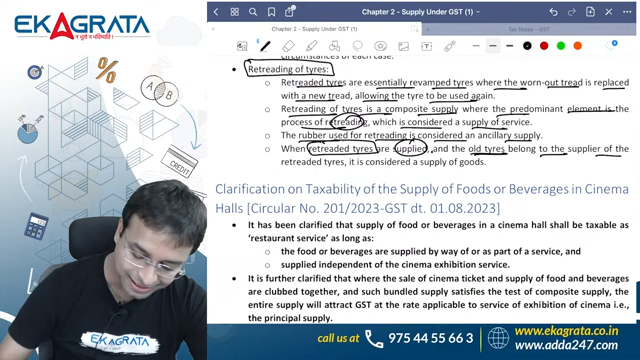 EKAGRATA
Chapter 2 - Supply Under GST (1)
Chapter 2 - Supply Under GST (1)
Tax Notes - GST
circumstances of each case.
• Retreading of tyres:
o Retreaded tyres are essentially revamped tyres where the worn-out tread is replaced
with a new tread, allowing the tyre to be used again.
o Retreading of tyres is a composite supply where the predominant element is the
process of retreading, which is considered a supply of service.
o The rubber used for retreading is considered an ancillary supply.
o When retreaded tyres are supplied, and the old tyres belong to the supplier of the
retreaded tyres, it is considered a supply of goods.
Clarification on Taxability of the Supply of Foods or Beverages in Cinema
Halls [Circular No. 201/2023-GST dt. 01.08.2023]
• It has been clarified that supply of food or beverages in a cinema hall shall be taxable as
'restaurant service' as long as:
o the food or beverages are supplied by way of or as part of a service, and
o supplied independent of the cinema exhibition service.
• It is further clarified that where the sale of cinema ticket and supply of food and beverages
are clubbed together, and such bundled supply satisfies the test of composite supply, the
entire supply will attract GST at the rate applicable to service of exhibition of cinema i.e.,
the principal supply.
A
B
CREDIT
EKAGRATA
call us at
975 44 55 66 3
www.ekagrata.co.in
www.adda247.com